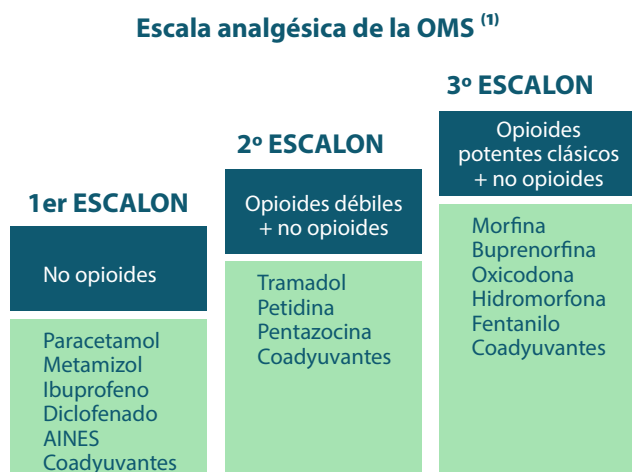 Escala analgésica de la OMS (1)
1er ESCALON
No opioides
Paracetamol
Metamizol
Ibuprofeno
Diclofenado
AINES
Coadyuvantes
2º ESCALON
Opioides débiles
+ no opioides
Tramadol
Petidina
Pentazocina
Coadyuvantes
3º ESCALON
Opioides
potentes clásicos
+ no opioides
Morfina
Buprenorfina
Oxicodona
Hidromorfona
Fentanilo
Coadyuvantes